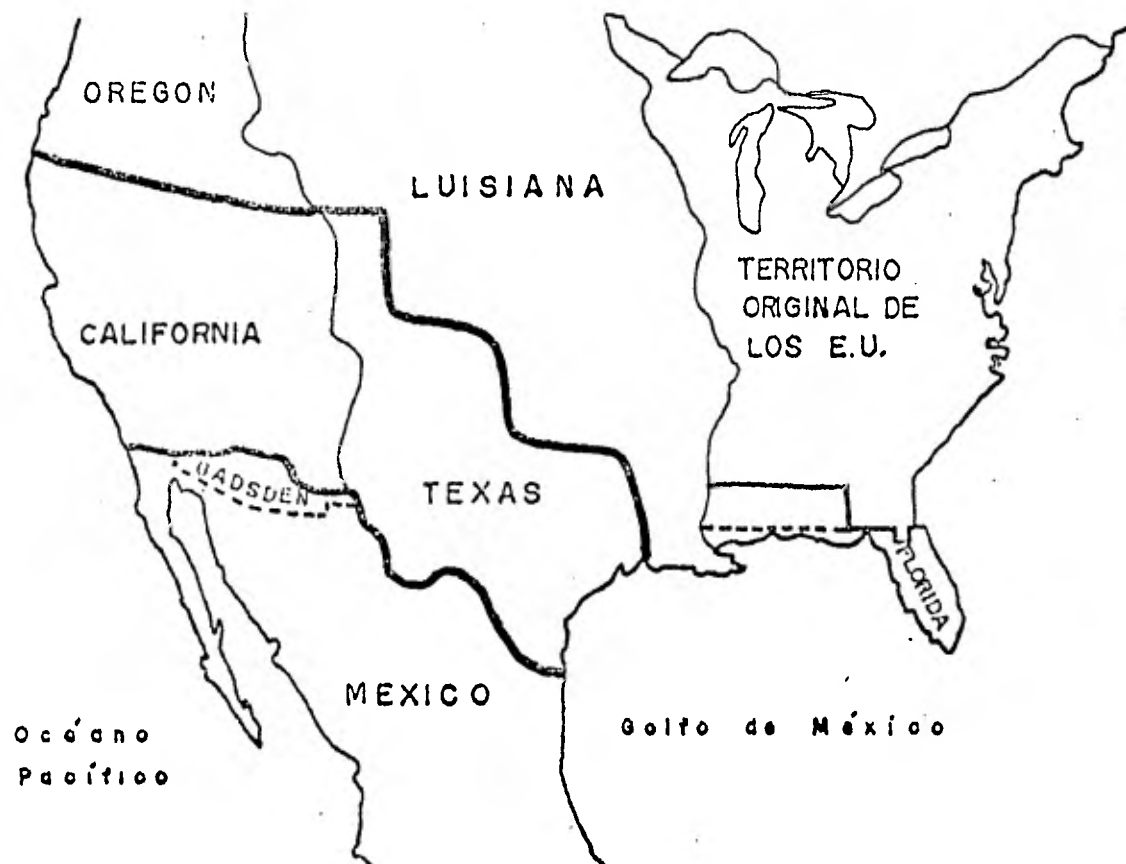 OREGON
LUISIANA
TERRITORIO
ORIGINAL DE
LOS E.U.
CALIFORNIA
GADSDEN
TEXAS
FLORIDA
MEXICO
Golfo de México
Océano
Pacífico